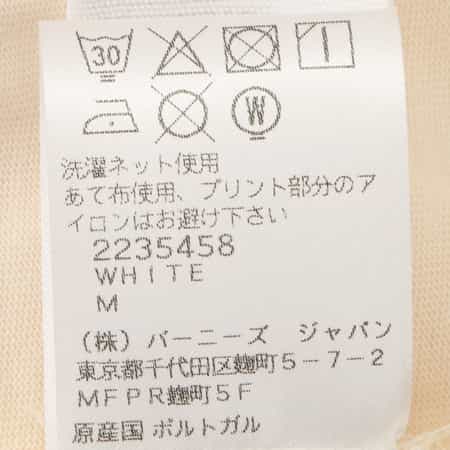 30
W
洗濯ネット使用
あて布使用、プリント部分のア
イロンはお避け下さい
2235458
WHITE
M
（株）バーニーズ ジャパン
東京都千代田区麹町5－7－2
MFPR麹町5F
原産国 ポルトガル